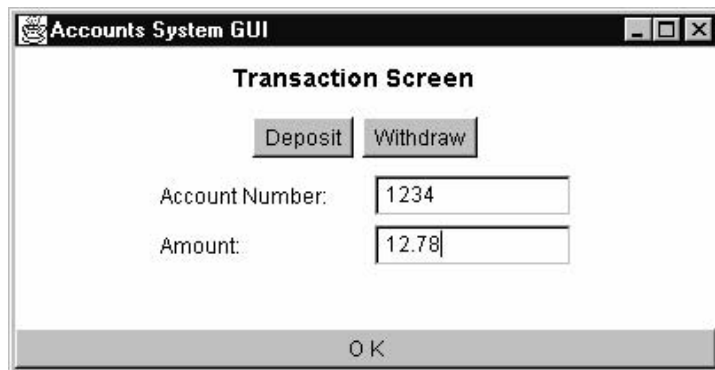 Accounts System GUI
Transaction Screen
Deposit Withdraw
Account Number: 1234
Amount: 12.78
OK